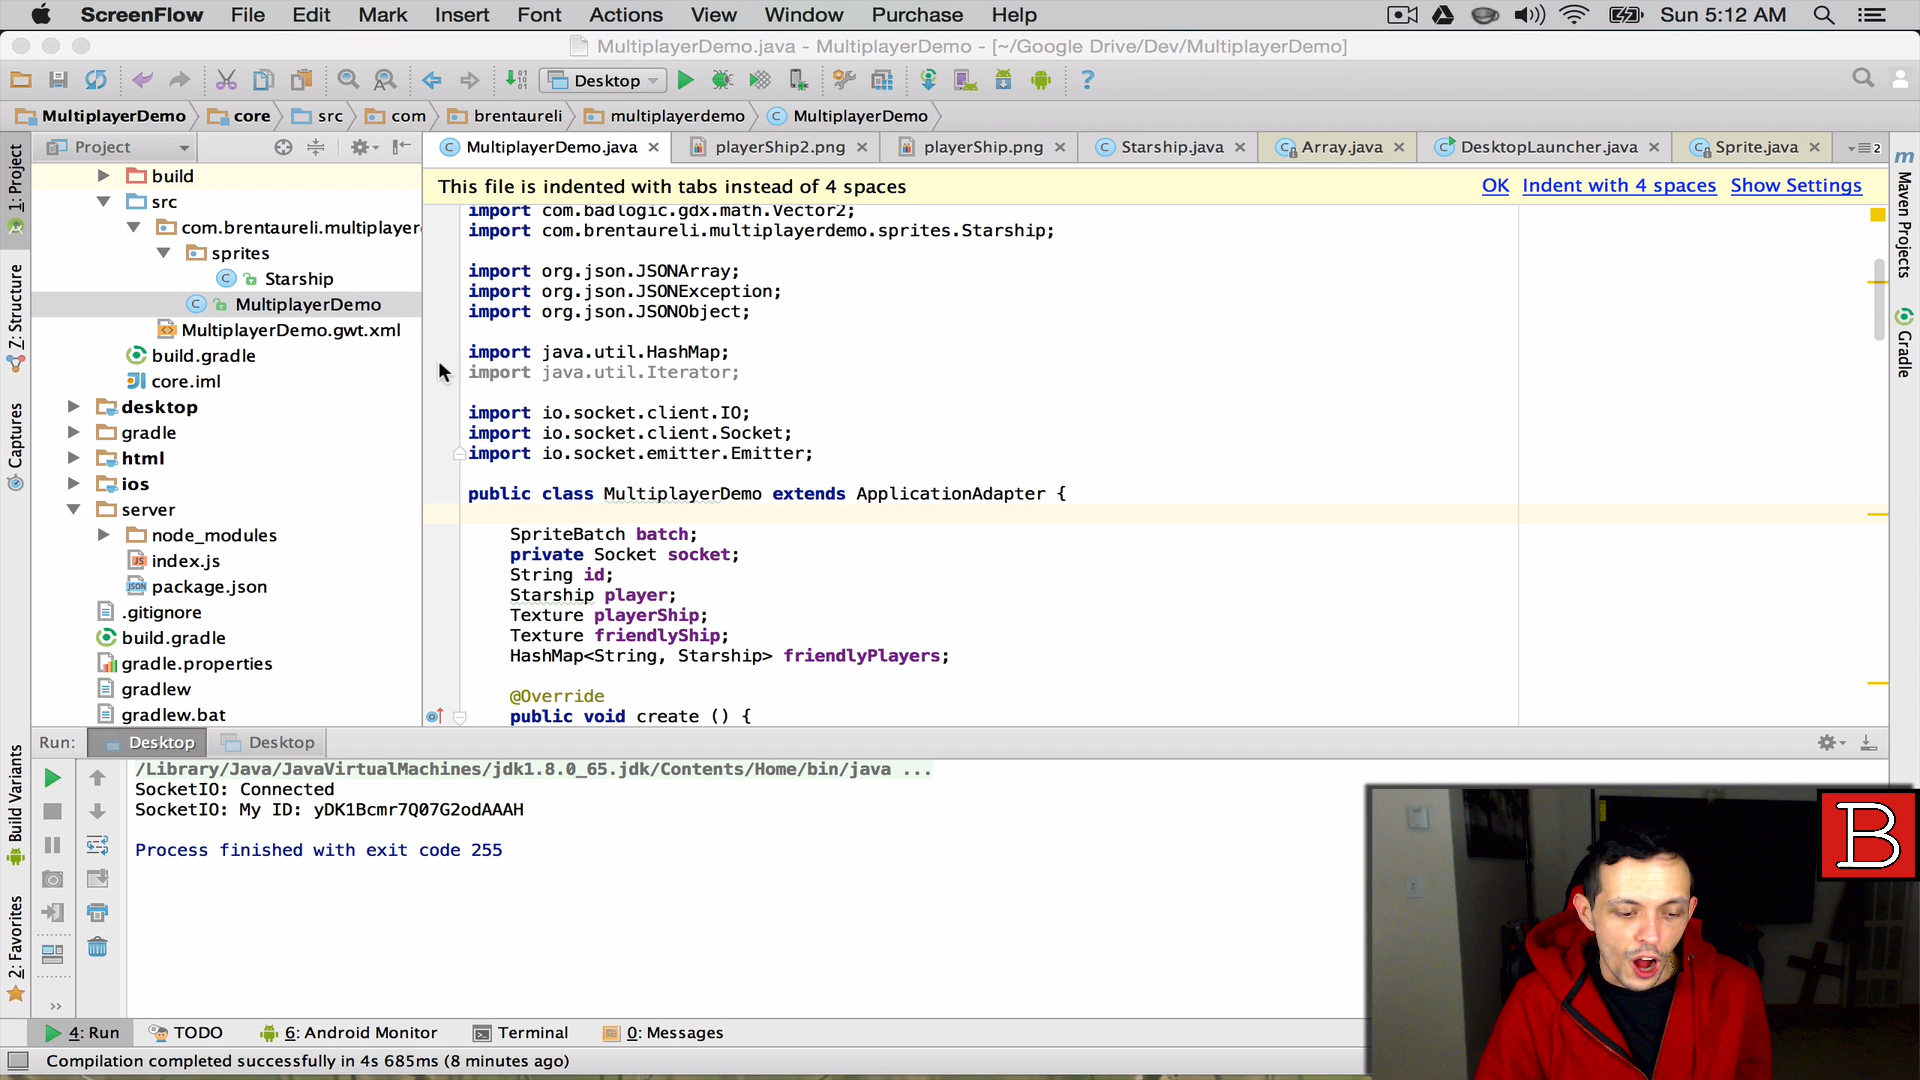 ScreenFlow File Edit Mark Insert Font Actions View Window Purchase Help Sun 5:12 AM
MultiplayerDemo.java - MultiplayerDemo - [~/Google Drive/Dev/MultiplayerDemo]
Desktop ?
MultiplayerDemo core src com brentaureli multiplayerdemo MultiplayerDemo
Project
MultiplayerDemo.java playerShip2.png playerShip.png Starship.java Array.java DesktopLauncher.java Sprite.java 2
This file is indented with tabs instead of 4 spaces OK Indent with 4 spaces Show Settings
1: Project
Z: Structure
Captures
Build Variants
2: Favorites
build
src
com.brentaureli.multiplayer
sprites
Starship
MultiplayerDemo
MultiplayerDemo.gwt.xml
build.gradle
core.iml
desktop
gradle
html
ios
server
node_modules
index.js
package.json
.gitignore
build.gradle
gradle.properties
gradlew
gradlew.bat
import com.badlogic.gdx.math.Vector2;
import com.brentaureli.multiplayerdemo.sprites.Starship;
import org.json.JSONArray;
import org.json.JSONException;
import org.json.JSONObject;
import java.util.HashMap;
import java.util.Iterator;
import io.socket.client.IO;
import io.socket.client.Socket;
import io.socket.emitter.Emitter;
public class MultiplayerDemo extends ApplicationAdapter {
SpriteBatch batch;
private Socket socket;
String id;
Starship player;
Texture playerShip;
Texture friendlyShip;
HashMap<String, Starship> friendlyPlayers;
@Override
public void create () {
m Maven Projects
Gradle
Run: Desktop Desktop
/Library/Java/JavaVirtualMachines/jdk1.8.0_65.jdk/Contents/Home/bin/java ...
SocketIO: Connected
SocketIO: My ID: yDK1Bcmr7Q07G2odAAAH
Process finished with exit code 255
B
4: Run TODO 6: Android Monitor Terminal 0: Messages
Compilation completed successfully in 4s 685ms (8 minutes ago)